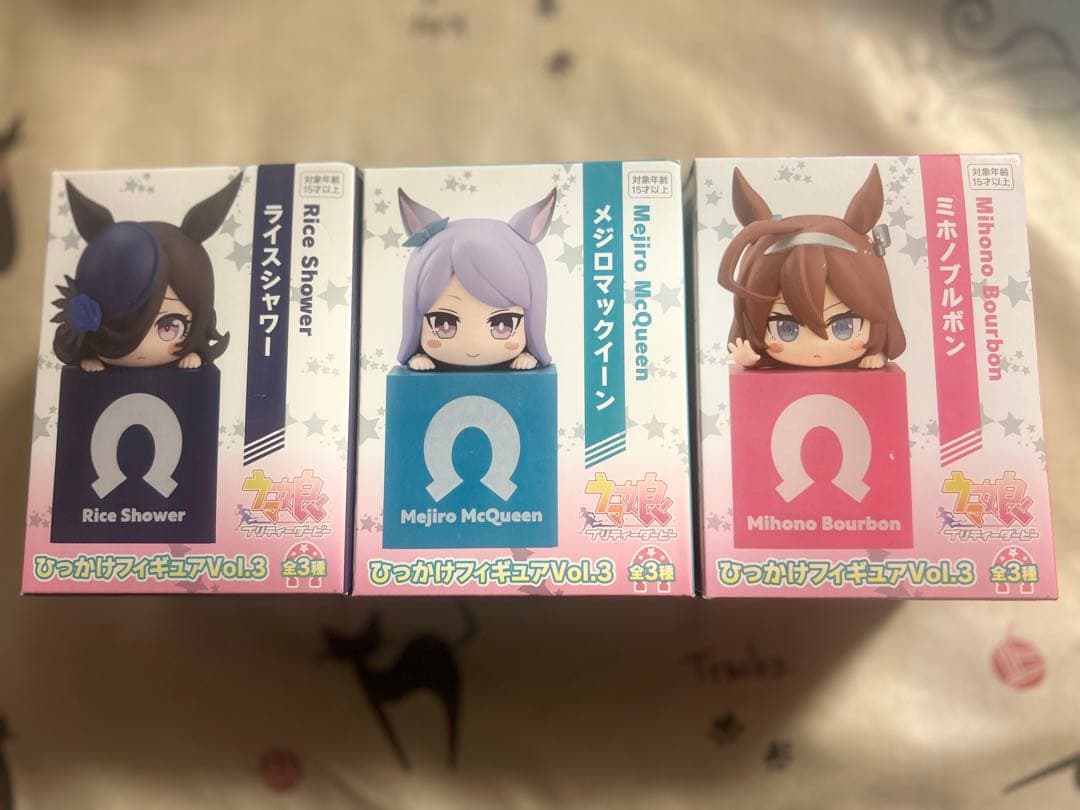 対象年齢
15才以上
Rice Shower
ライスシャワー
Rice Shower
ウマ娘
プリティーダービー
ひっかけフィギュアVol.3
全3種
対象年齢
15才以上
Mejiro McQueen
メジロマックイーン
Mejiro McQueen
ウマ娘
プリティーダービー
ひっかけフィギュアVol.3
全3種
対象年齢
15才以上
Mihono Bourbon
ミホノブルボン
Mihono Bourbon
ウマ娘
プリティーダービー
ひっかけフィギュアVol.3
全3種